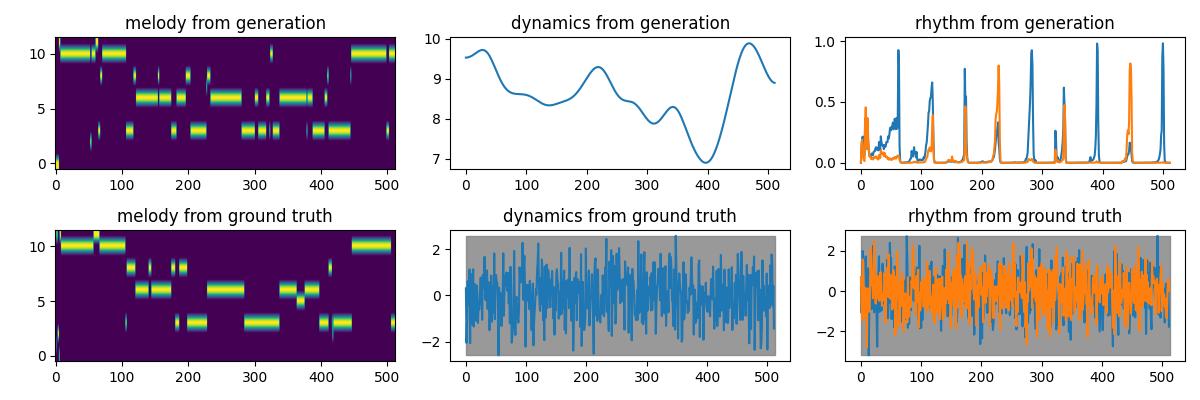 melody from generation
10
5
0
0 100 200 300 400 500
dynamics from generation
10
9
8
7
0 100 200 300 400 500
rhythm from generation
1.0
0.5
0.0
0 100 200 300 400 500
melody from ground truth
10
5
0
0 100 200 300 400 500
dynamics from ground truth
2
0
−2
0 100 200 300 400 500
rhythm from ground truth
2
0
−2
0 100 200 300 400 500